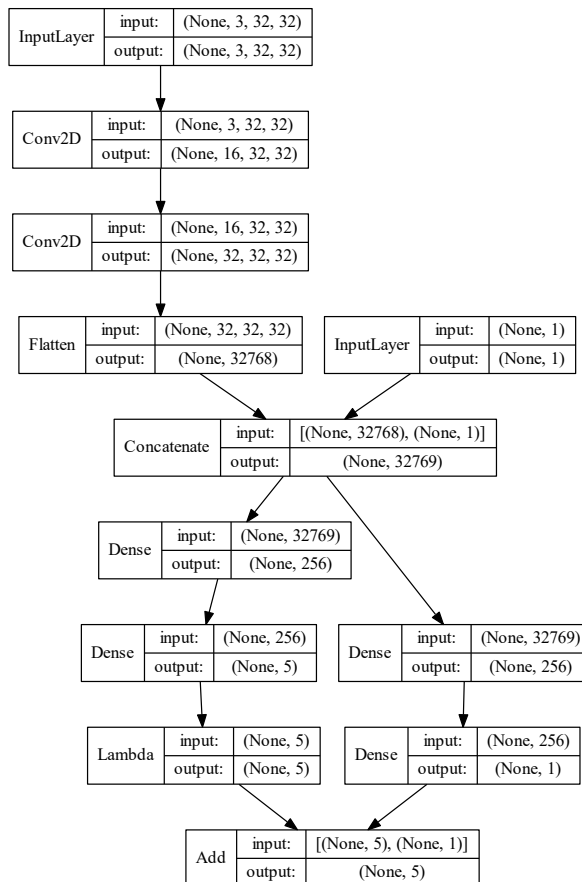 InputLayer
input: (None, 3, 32, 32)
output: (None, 3, 32, 32)
Conv2D
input: (None, 3, 32, 32)
output: (None, 16, 32, 32)
Conv2D
input: (None, 16, 32, 32)
output: (None, 32, 32, 32)
Flatten
input: (None, 32, 32, 32)
output: (None, 32768)
InputLayer
input: (None, 1)
output: (None, 1)
Concatenate
input: [(None, 32768), (None, 1)]
output: (None, 32769)
Dense
input: (None, 32769)
output: (None, 256)
Dense
input: (None, 256)
output: (None, 5)
Dense
input: (None, 32769)
output: (None, 256)
Lambda
input: (None, 5)
output: (None, 5)
Dense
input: (None, 256)
output: (None, 1)
Add
input: [(None, 5), (None, 1)]
output: (None, 5)